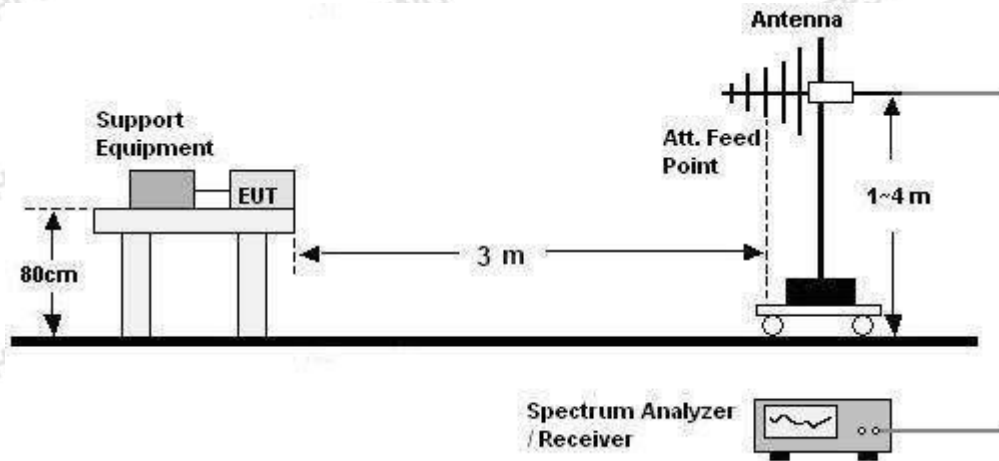 Antenna
Support
Equipment
Att. Feed
Point
EUT
1~4 m
3 m
80cm
Spectrum Analyzer
/ Receiver